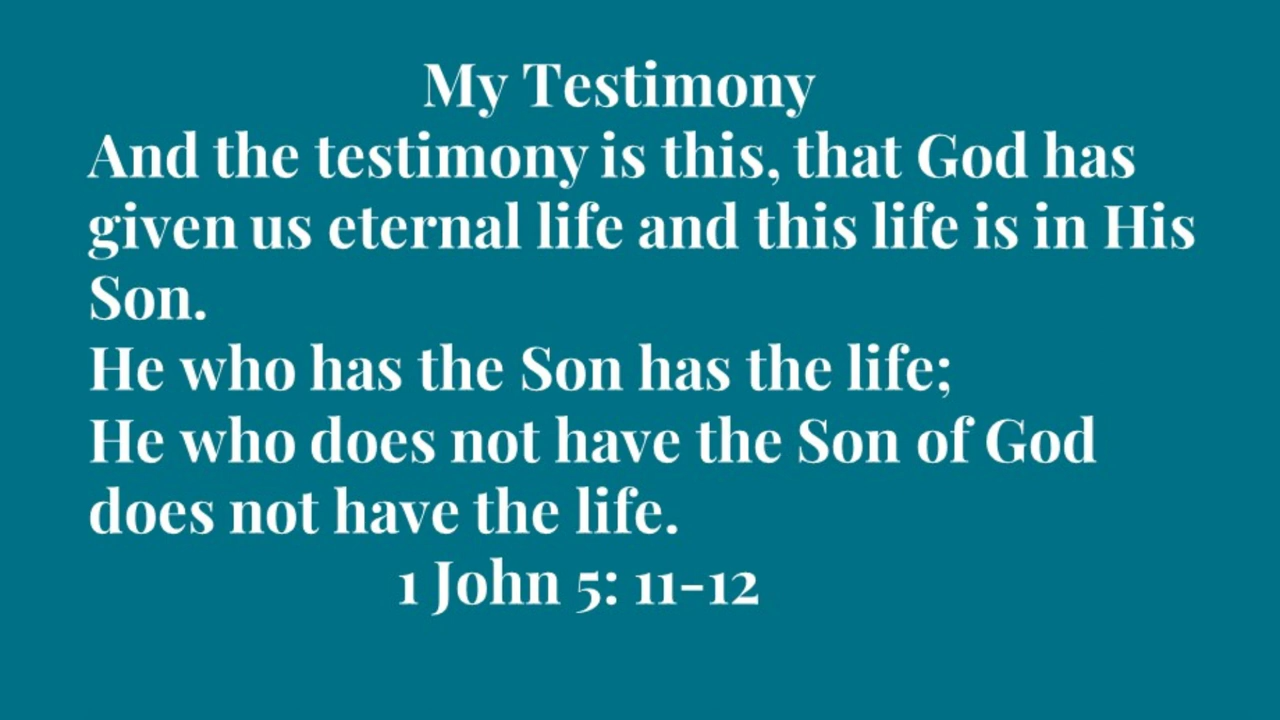 My Testimony
And the testimony is this, that God has
given us eternal life and this life is in His
Son.
He who has the Son has the life;
He who does not have the Son of God
does not have the life.
1 John 5: 11-12